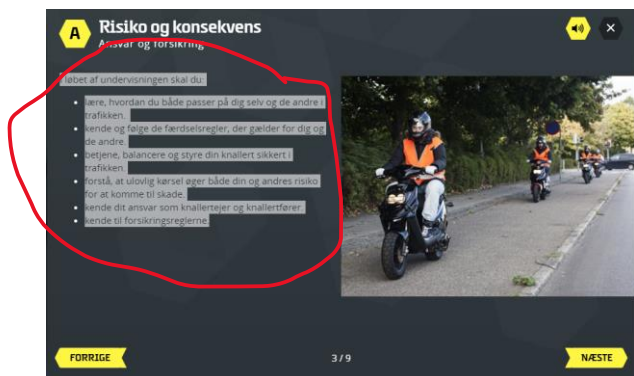 A
Risiko og konsekvens
Ansvar og forsikring
I løbet af undervisningen skal du:
• lære, hvordan du både passer på dig selv og de andre i
trafikken.
• kende og følge de færdselsregler, der gælder for dig og
de andre.
• betjene, balancere og styre din knallert sikkert i
trafikken.
• forstå, at ulovlig kørsel øger både din og andres risiko
for at komme til skade.
• kende dit ansvar som knallertejer og knallertfører.
• kende til forsikringsreglerne.
FORRIGE
3/9
NÆSTE